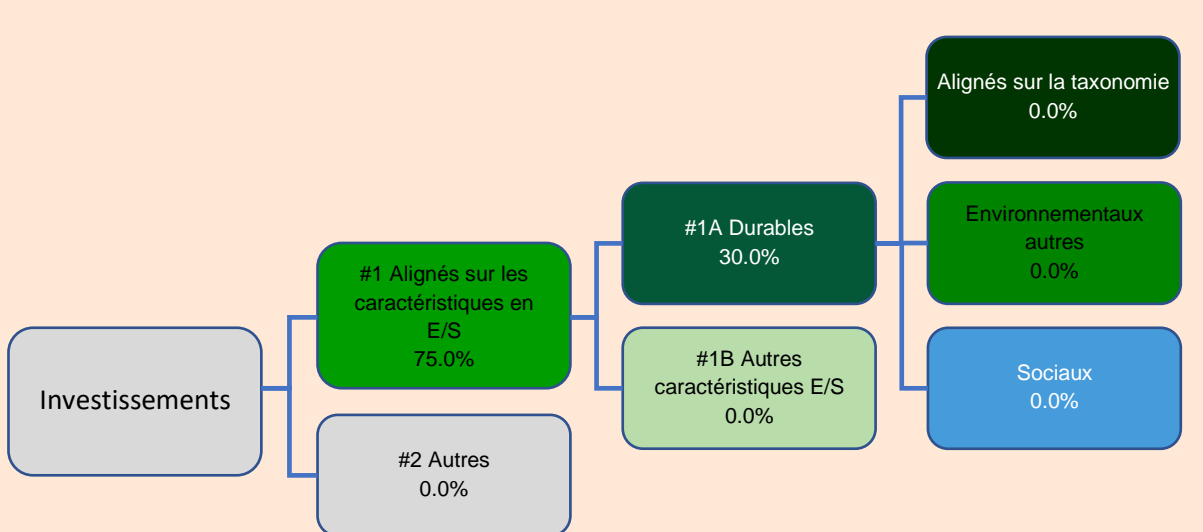 Investissements
#1 Alignés sur les
caractéristiques en
E/S
75.0%
#2 Autres
0.0%
#1A Durables
30.0%
#1B Autres
caractéristiques E/S
0.0%
Alignés sur la taxonomie
0.0%
Environnementaux
autres
0.0%
Sociaux
0.0%